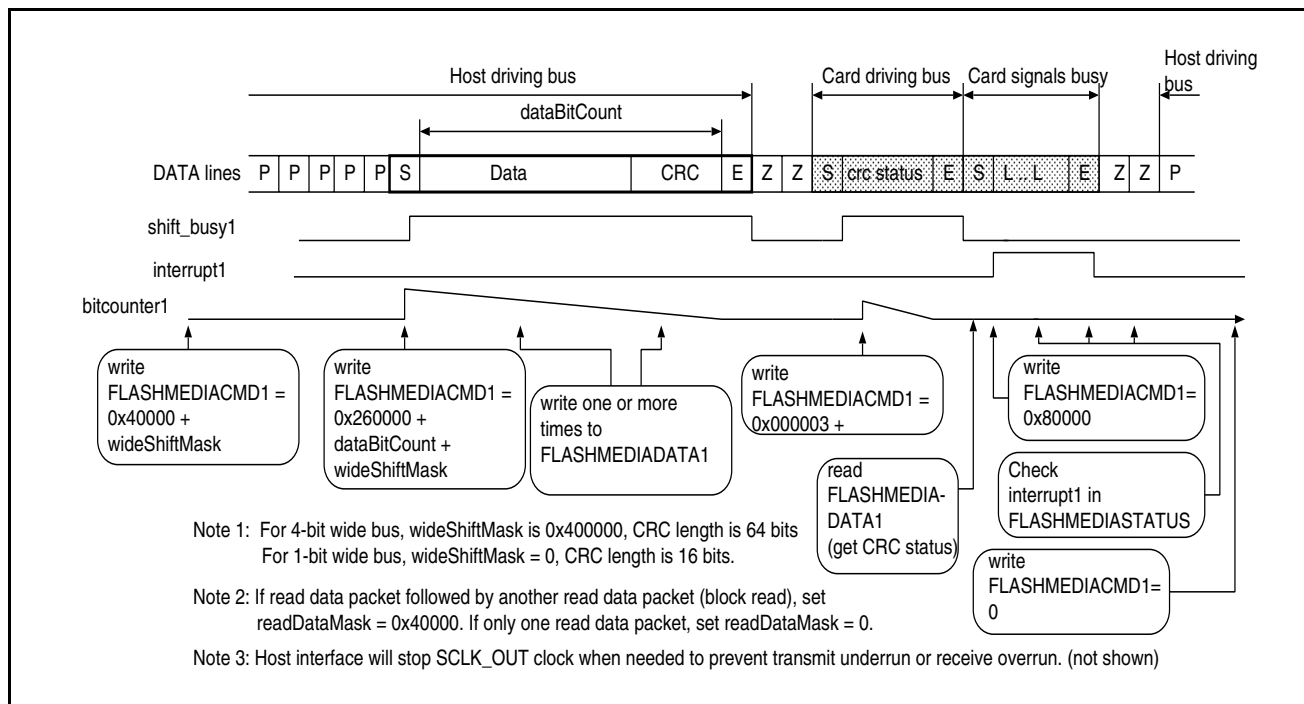 Host driving bus
Card driving bus
Card signals busy
Host driving
bus
dataBitCount
DATA lines P P P P P S Data CRC E Z Z S crc status E S L .. L E Z Z P
shift_busy1
interrupt1
bitcounter1
write
FLASHMEDIACMD1 =
0x40000 +
wideShiftMask
write
FLASHMEDIACMD1 =
0x260000 +
dataBitCount +
wideShiftMask
write one or more
times to
FLASHMEDIADATA1
write
FLASHMEDIACMD1 =
0x000003 +
read
FLASHMEDIA-
DATA1
(get CRC status)
write
FLASHMEDIACMD1=
0x80000
Check
interrupt1 in
FLASHMEDIASTATUS
write
FLASHMEDIACMD1=
0
Note 1: For 4-bit wide bus, wideShiftMask is 0x400000, CRC length is 64 bits
For 1-bit wide bus, wideShiftMask = 0, CRC length is 16 bits.
Note 2: If read data packet followed by another read data packet (block read), set
readDataMask = 0x40000. If only one read data packet, set readDataMask = 0.
Note 3: Host interface will stop SCLK_OUT clock when needed to prevent transmit underrun or receive overrun. (not shown)